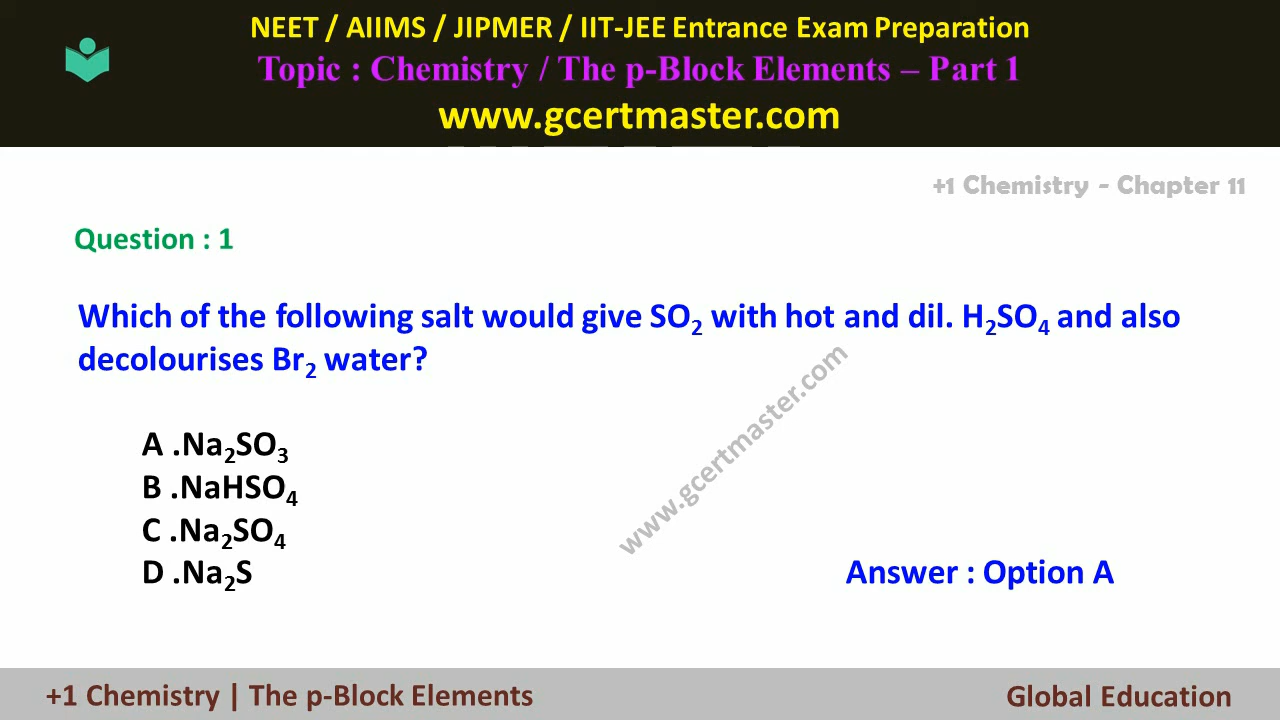 NEET / AIIMS / JIPMER / IIT-JEE Entrance Exam Preparation
Topic : Chemistry / The p-Block Elements – Part 1
www.gcertmaster.com
+1 Chemistry - Chapter 11
Question : 1
Which of the following salt would give SO₂ with hot and dil. H₂SO₄ and also
decolourises Br₂ water?
A .Na₂SO₃
B .NaHSO₄
C .Na₂SO₄
D .Na₂S
Answer : Option A
www.gcertmaster.com
+1 Chemistry | The p-Block Elements
Global Education